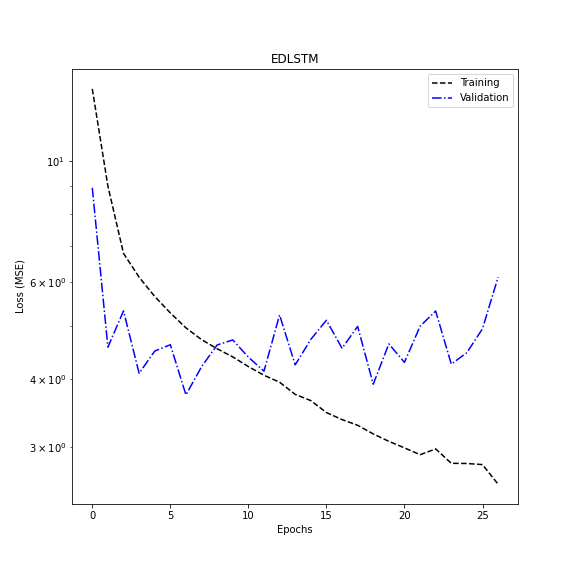 EDLSTM
Training
Validation
10¹
6 × 10⁰
4 × 10⁰
3 × 10⁰
Loss (MSE)
0 5 10 15 20 25
Epochs